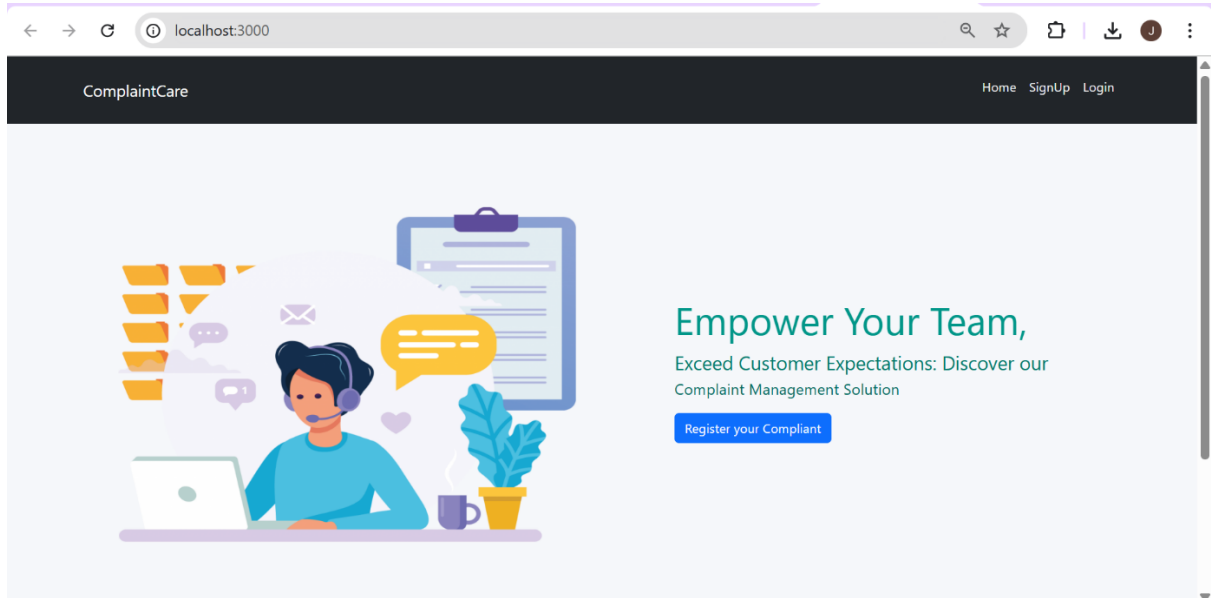 localhost:3000
J
ComplaintCare
Home SignUp Login
1
Empower Your Team,
Exceed Customer Expectations: Discover our
Complaint Management Solution
Register your Compliant